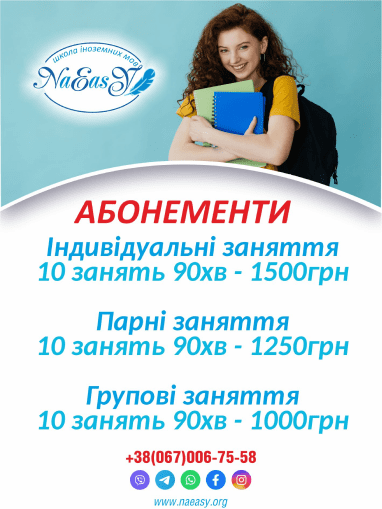 школа іноземних мов
NaEasY
АБОНЕМЕНТИ
Індивідуальні заняття
10 занять 90хв - 1500грн
Парні заняття
10 занять 90хв - 1250грн
Групові заняття
10 занять 90хв - 1000грн
+38(067)006-75-58
www.naeasy.org